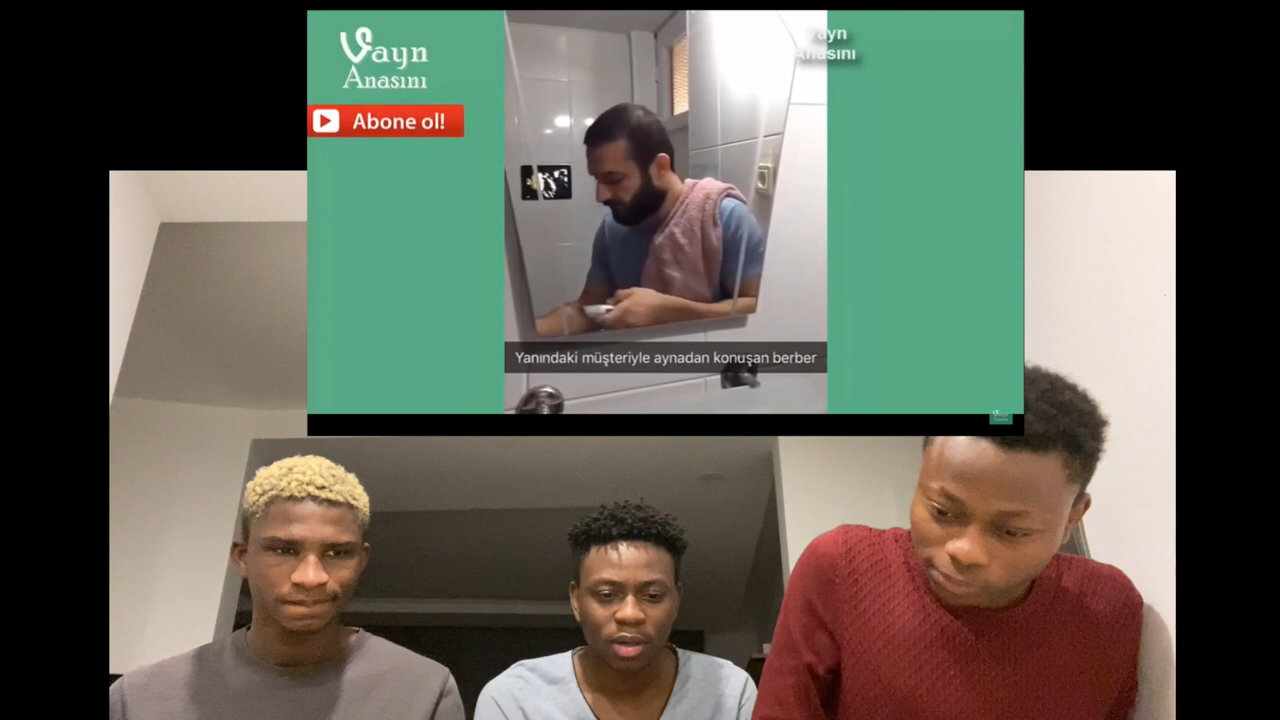 Vayn
Anasını
Abone ol!
Vayn
Anasını
Yanındaki müşteriyle aynadan konuşan berber